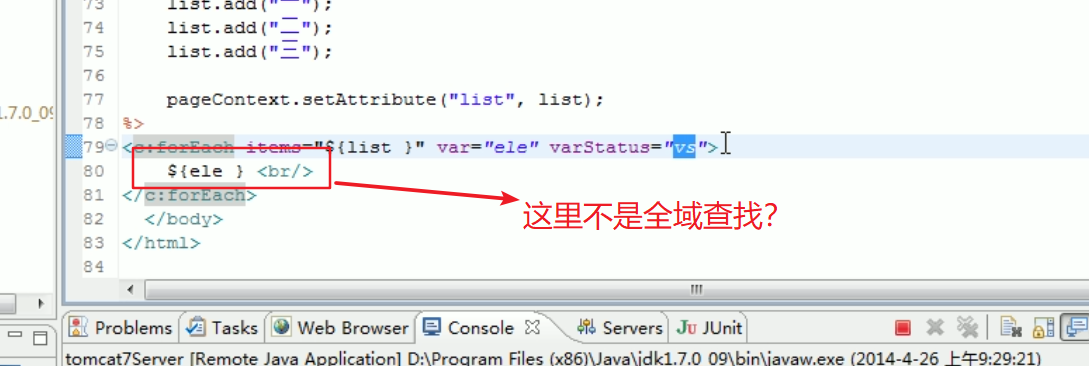 73 list.add("一");
74 list.add("二");
75 list.add("三");
76
77 pageContext.setAttribute("list", list);
1.7.0_09
78 %>
79 <c:forEach items="${list }" var="ele" varStatus="vs">
80 ${ele } <br/>
81 </c:forEach>
这里不是全域查找？
82 </body>
83 </html>
84
Problems Tasks Web Browser Console Servers JUnit
tomcat7Server [Remote Java Application] D:\Program Files (x86)\Java\jdk1.7.0_09\bin\javaw.exe (2014-4-26 上午9:29:21)